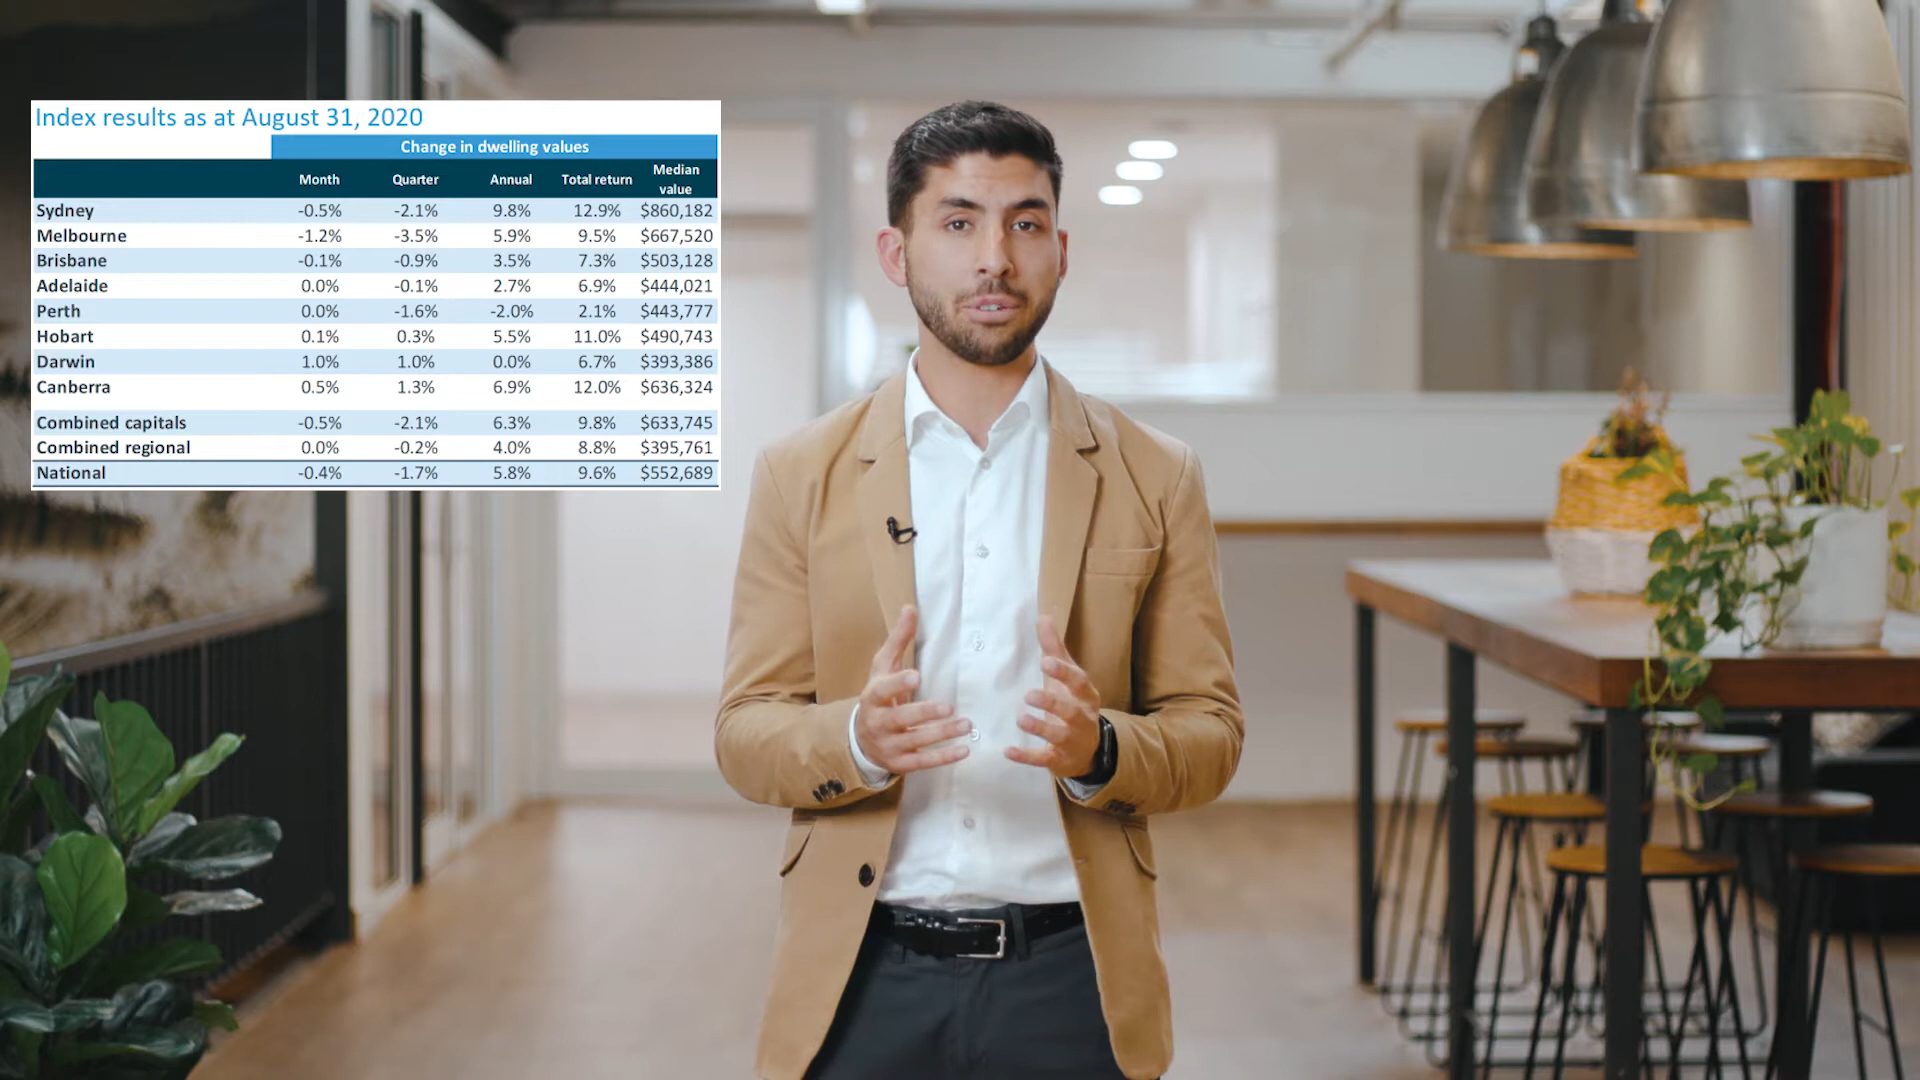 Index results as at August 31, 2020
Change in dwelling values
Month Quarter Annual Total return Median value
Sydney -0.5% -2.1% 9.8% 12.9% $860,182
Melbourne -1.2% -3.5% 5.9% 9.5% $667,520
Brisbane -0.1% -0.9% 3.5% 7.3% $503,128
Adelaide 0.0% -0.1% 2.7% 6.9% $444,021
Perth 0.0% -1.6% -2.0% 2.1% $443,777
Hobart 0.1% 0.3% 5.5% 11.0% $490,743
Darwin 1.0% 1.0% 0.0% 6.7% $393,386
Canberra 0.5% 1.3% 6.9% 12.0% $636,324
Combined capitals -0.5% -2.1% 6.3% 9.8% $633,745
Combined regional 0.0% -0.2% 4.0% 8.8% $395,761
National -0.4% -1.7% 5.8% 9.6% $552,689